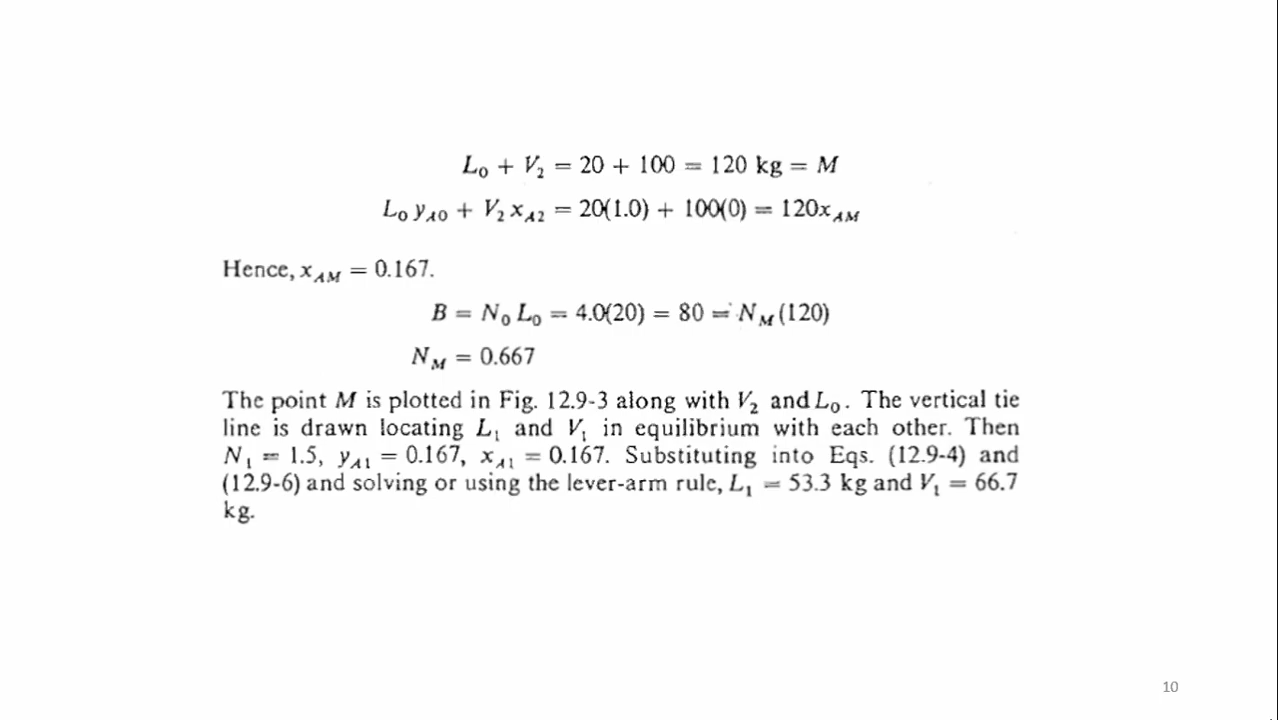 L₀ + V₂ = 20 + 100 = 120 kg = M
L₀ y_A0 + V₂ x_A2 = 20(1.0) + 100(0) = 120x_AM
Hence, x_AM = 0.167.
B = N₀ L₀ = 4.0(20) = 80 = N_M (120)
N_M = 0.667
The point M is plotted in Fig. 12.9-3 along with V₂ and L₀. The vertical tie
line is drawn locating L₁ and V₁ in equilibrium with each other. Then
N₁ = 1.5, y_A1 = 0.167, x_A1 = 0.167. Substituting into Eqs. (12.9-4) and
(12.9-6) and solving or using the lever-arm rule, L₁ = 53.3 kg and V₁ = 66.7
kg.
10